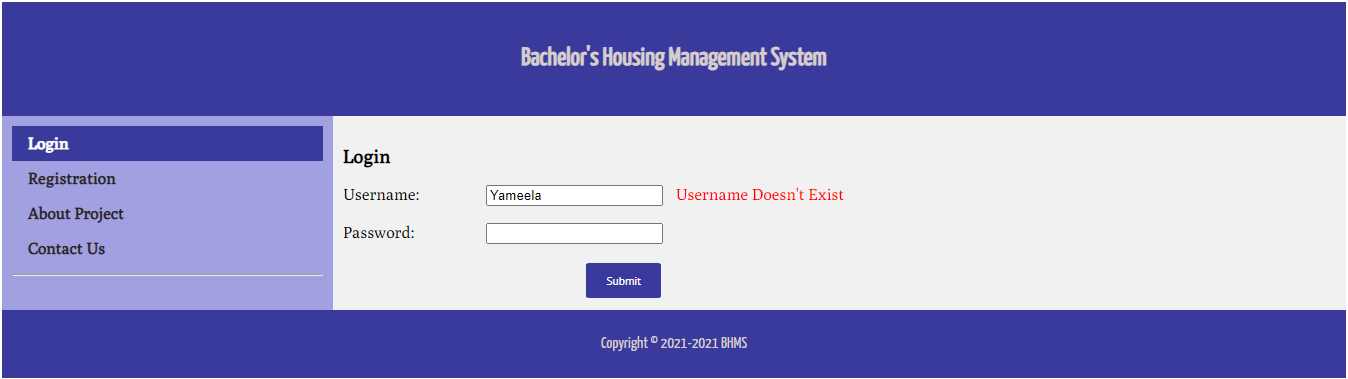 Bachelor's Housing Management System
Login
Registration
About Project
Contact Us
Login
Username: Yameela Username Doesn't Exist
Password:
Submit
Copyright © 2021-2021 BHMS